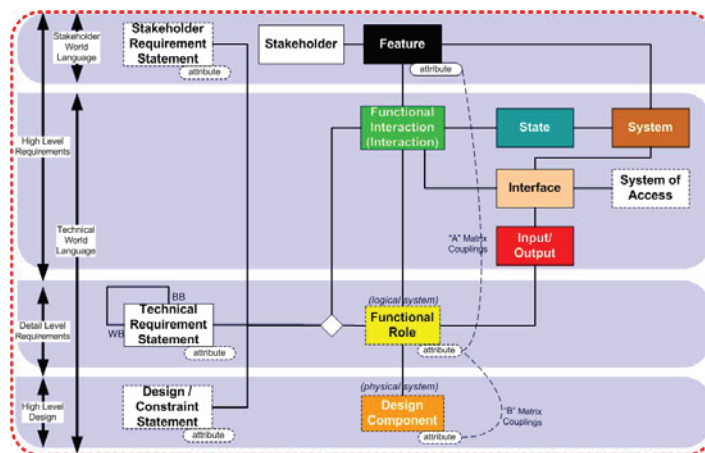 Stakeholder
World
Language
Stakeholder
Requirement
Statement
attribute
Stakeholder
Feature
attribute
High Level
Requirements
Technical
World
Language
Functional
Interaction
(Interaction)
State
System
Interface
System of
Access
Input/
Output
"A" Matrix
Couplings
Detail Level
Requirements
BB
WB
Technical
Requirement
Statement
attribute
(logical system)
Functional
Role
attribute
High Level
Design
Design /
Constraint
Statement
attribute
(physical system)
Design
Component
attribute
"B" Matrix
Couplings